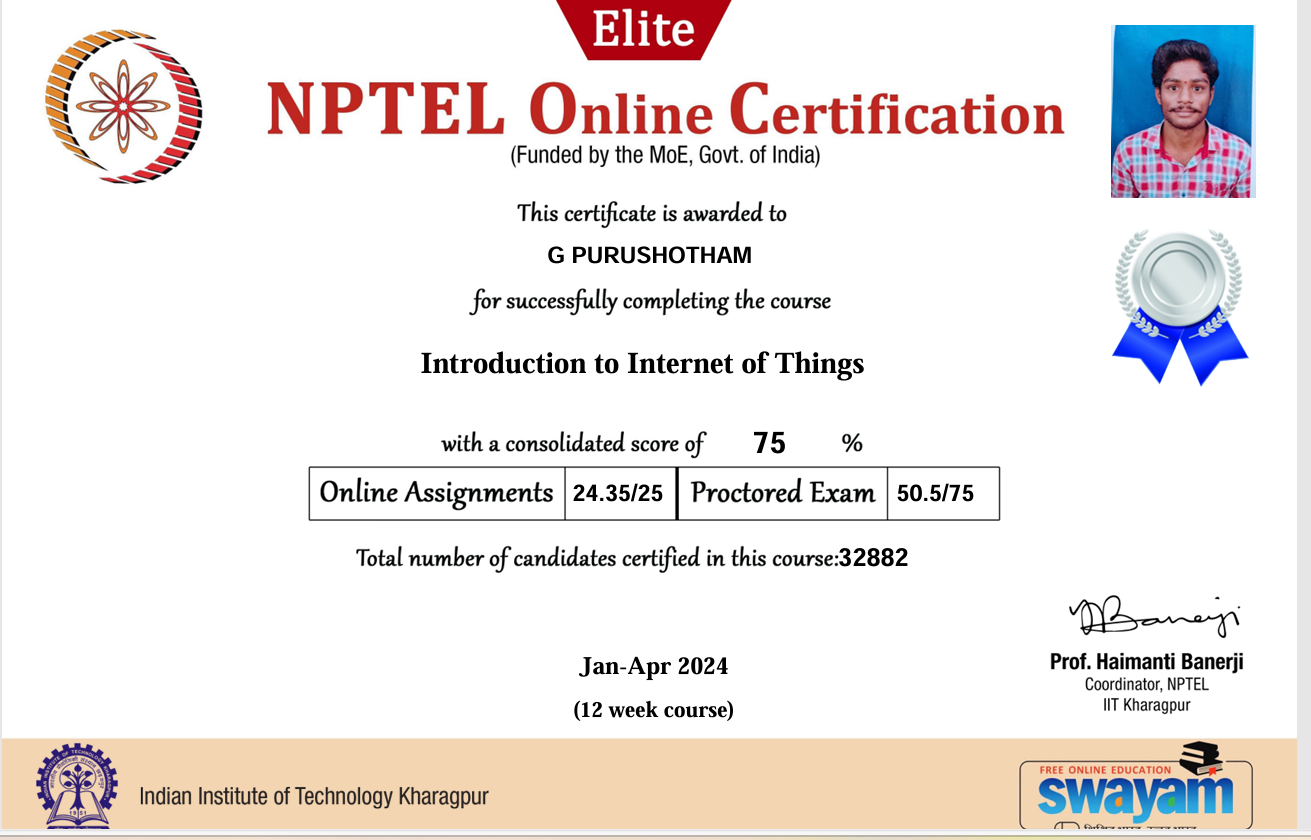 Elite
NPTEL Online Certification
(Funded by the MoE, Govt. of India)
This certificate is awarded to
G PURUSHOTHAM
for successfully completing the course
Introduction to Internet of Things
with a consolidated score of 75 %
Online Assignments 24.35/25 Proctored Exam 50.5/75
Total number of candidates certified in this course:32882
Banerji
Prof. Haimanti Banerji
Coordinator, NPTEL
IIT Kharagpur
Jan-Apr 2024
(12 week course)
Indian Institute of Technology Kharagpur
1951
FREE ONLINE EDUCATION
swayam